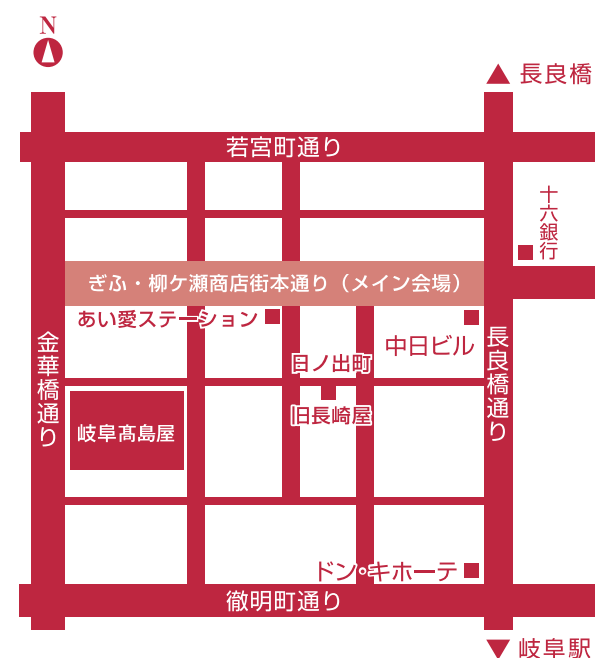 N
▲ 長良橋
若宮町通り
十六銀行
ぎふ・柳ケ瀬商店街本通り（メイン会場）
あい愛ステーション
中日ビル
金華橋通り
長良橋通り
日ノ出町
旧長崎屋
岐阜髙島屋
ドン・キホーテ
徹明町通り
▼ 岐阜駅